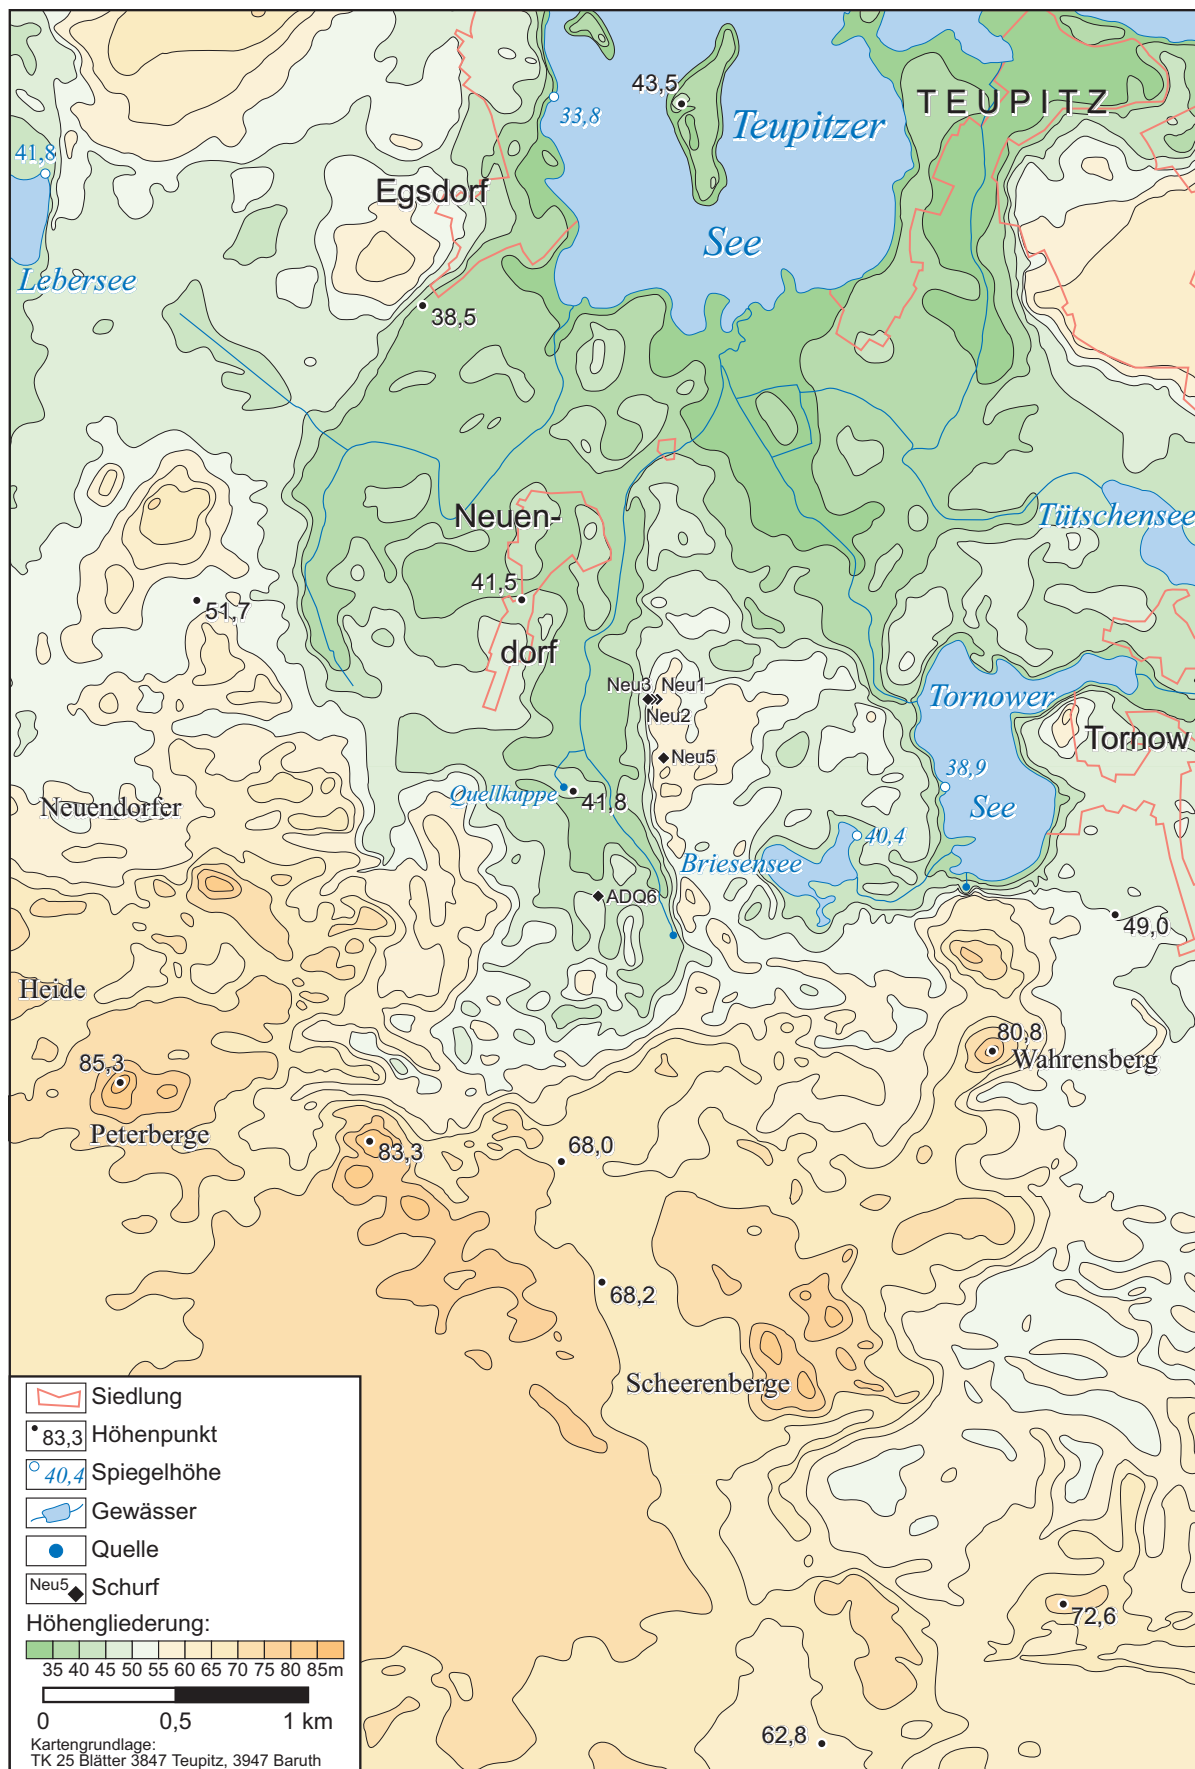 43,5
TEUPITZ
33,8
Teupitzer
41,8
Egsdorf
See
Lebersee
38,5
Neuen-
Tütschensee
41,5
51,7
dorf
Neu3
Neu1
Tornower
Neu2
Tornow
Neu5
38,9
Quellkuppe
41,8
Neuendorfer
See
40,4
Briesensee
ADQ6
49,0
Heide
80,8
Wahrensberg
85,3
Peterberge
83,3
68,0
68,2
Scheerenberge
72,6
62,8
Siedlung
83,3 Höhenpunkt
40,4 Spiegelhöhe
Gewässer
Quelle
Neu5 Schurf
Höhengliederung:
35 40 45 50 55 60 65 70 75 80 85m
0 0,5 1 km
Kartengrundlage:
TK 25 Blätter 3847 Teupitz, 3947 Baruth